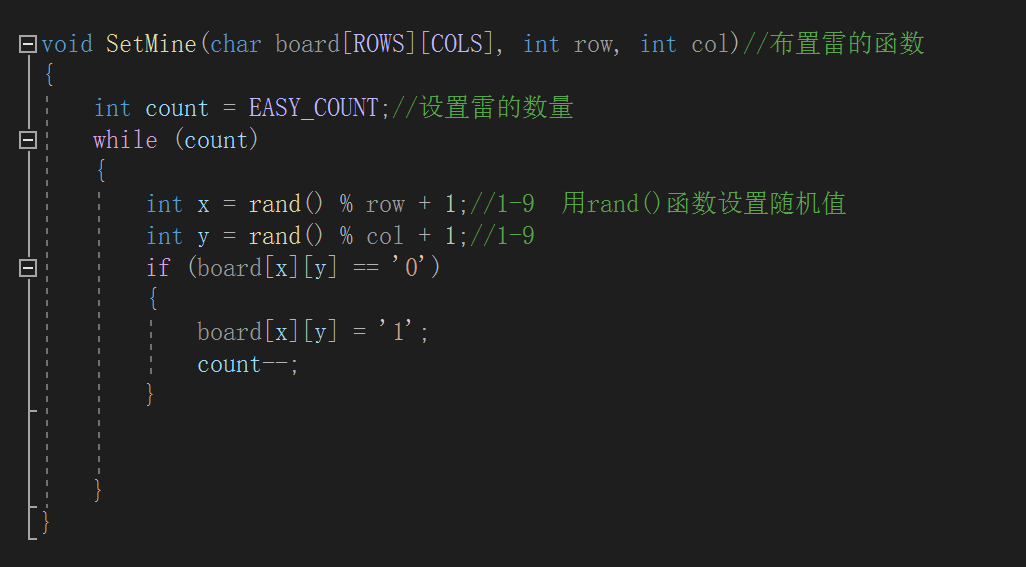 void SetMine(char board[ROWS][COLS], int row, int col)//布置雷的函数
{
int count = EASY_COUNT;//设置雷的数量
while (count)
{
int x = rand() % row + 1;//1-9  用rand()函数设置随机值
int y = rand() % col + 1;//1-9
if (board[x][y] == '0')
{
board[x][y] = '1';
count--;
}
}
}